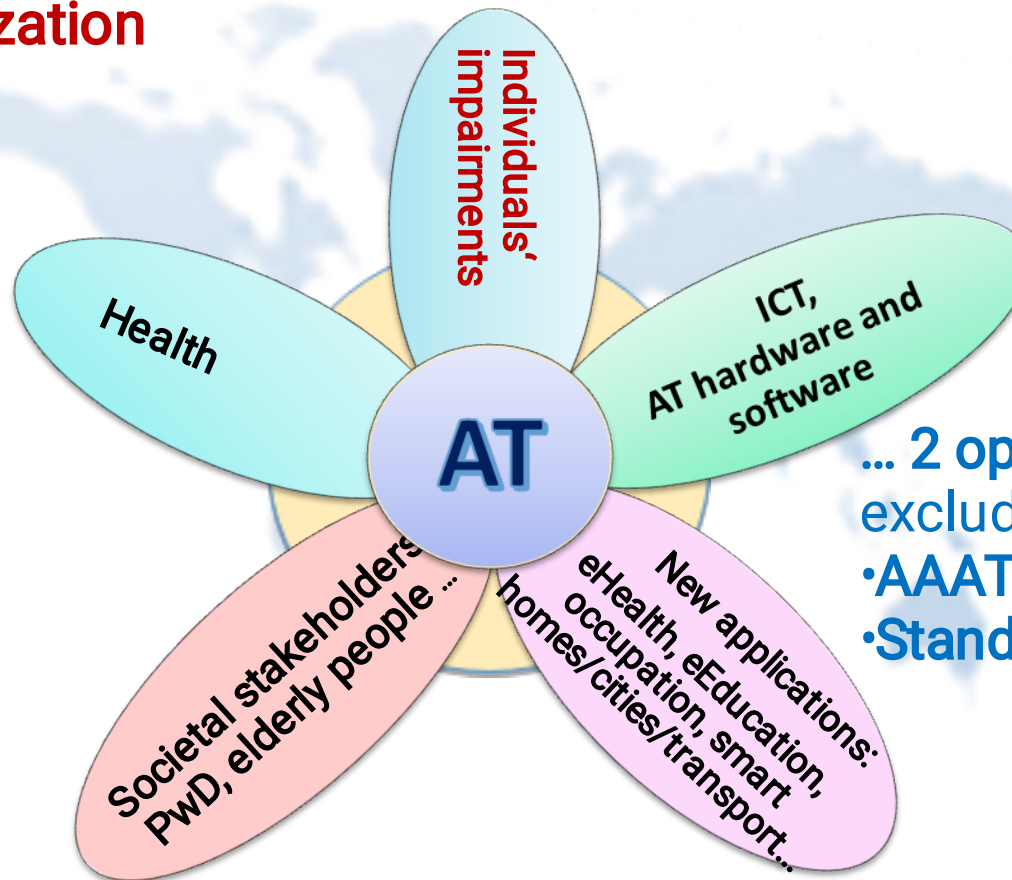 zation
Individuals‘
impairments
Health
ICT,
AT hardware and
software
AT
... 2 op
exclud
•AAAT
•Stand
Societal stakeholders
PwD, elderly people ...
New applications:
eHealth, eEducation,
occupation, smart
homes/cities/transport...